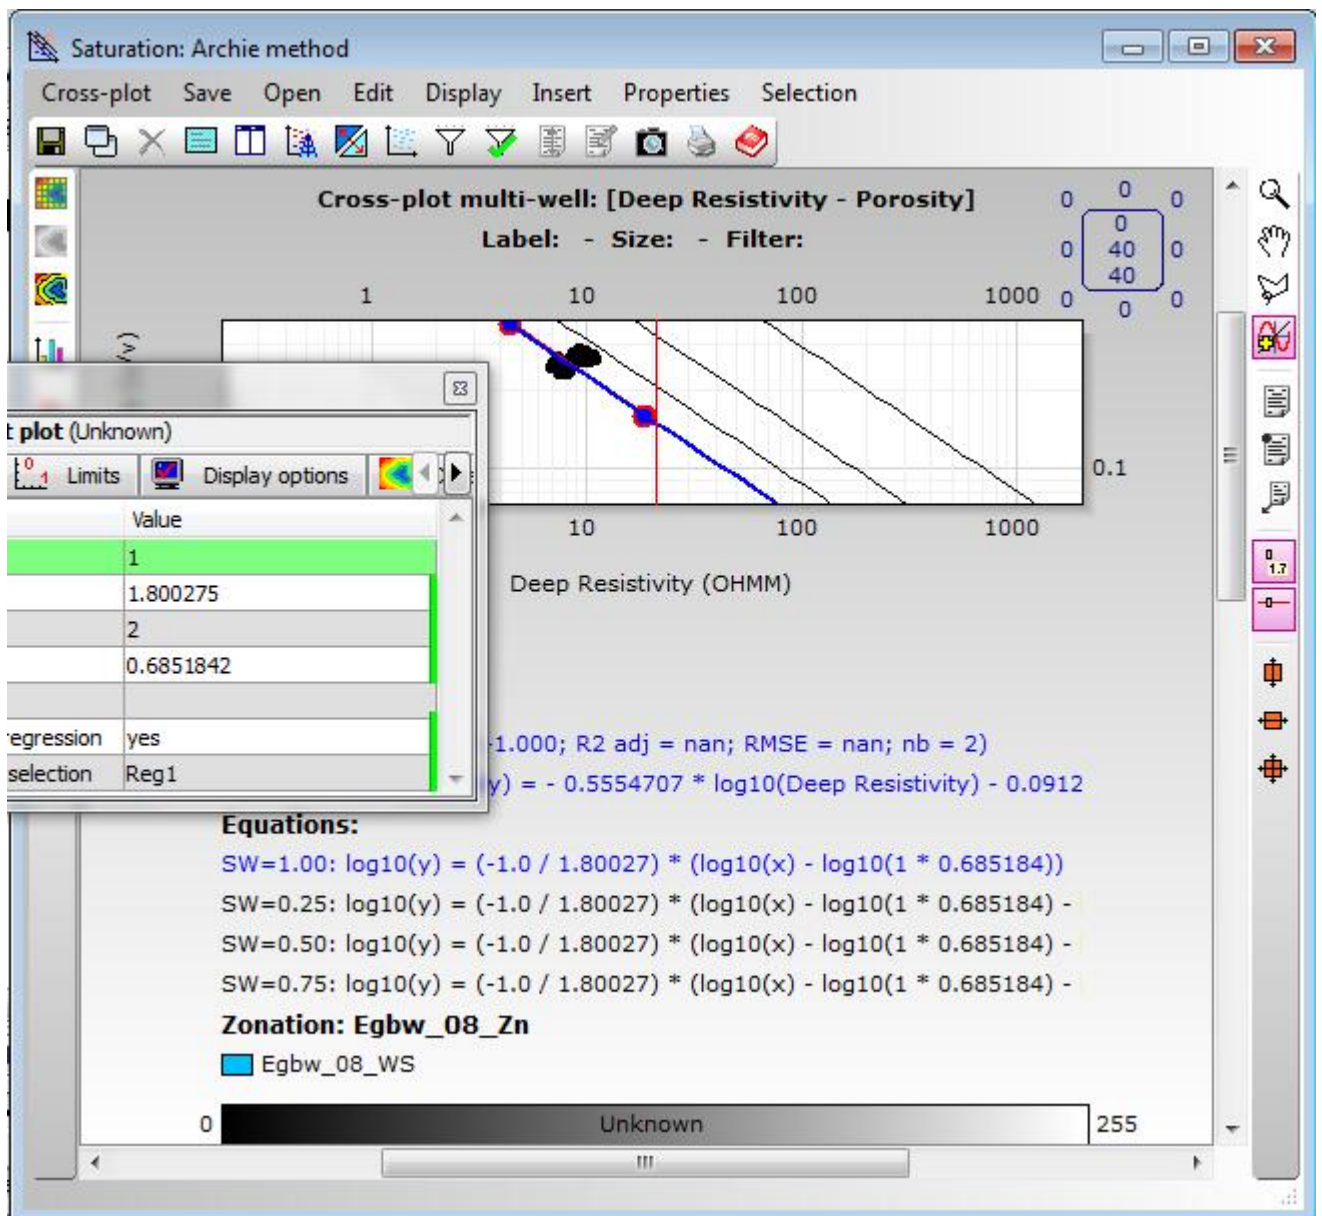 Saturation: Archie method
Cross-plot Save Open Edit Display Insert Properties Selection
Cross-plot multi-well: [Deep Resistivity - Porosity]
Label: - Size: - Filter:
0 0 0
0
0 40 0
40
0 0 0
1 10 100 1000
/v)
0.1
10 100 1000
Deep Resistivity (OHMM)
t plot (Unknown)
Limits Display options
Value
1
1.800275
2
0.6851842
regression yes
selection Reg1
1.000; R2 adj = nan; RMSE = nan; nb = 2)
y) = - 0.5554707 * log10(Deep Resistivity) - 0.0912
Equations:
SW=1.00: log10(y) = (-1.0 / 1.80027) * (log10(x) - log10(1 * 0.685184))
SW=0.25: log10(y) = (-1.0 / 1.80027) * (log10(x) - log10(1 * 0.685184) -
SW=0.50: log10(y) = (-1.0 / 1.80027) * (log10(x) - log10(1 * 0.685184) -
SW=0.75: log10(y) = (-1.0 / 1.80027) * (log10(x) - log10(1 * 0.685184) -
Zonation: Egbw_08_Zn
Egbw_08_WS
0 Unknown 255
0
1.7